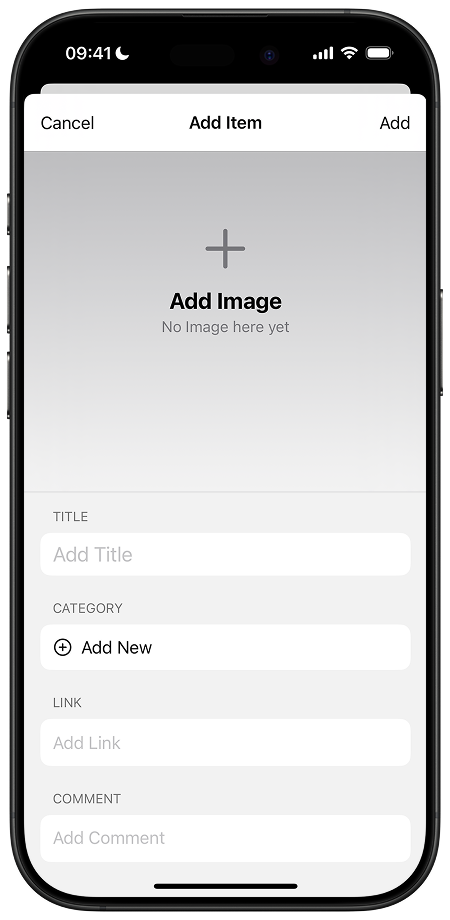 09:41
Cancel Add Item Add
Add Image
No Image here yet
TITLE
Add Title
CATEGORY
Add New
LINK
Add Link
COMMENT
Add Comment